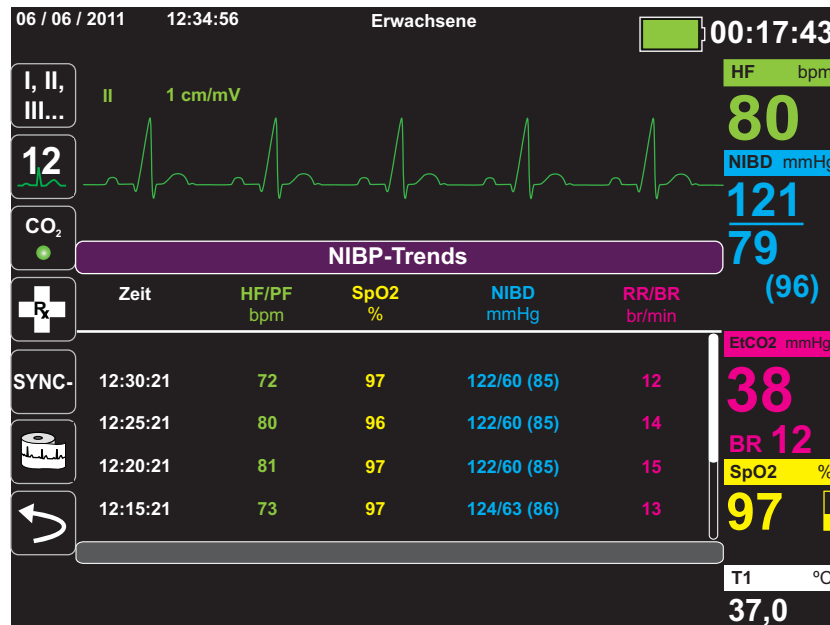 06 / 06 / 2011 12:34:56 Erwachsene 00:17:43
I, II,
III...
II 1 cm/mV
12
CO₂
Rx
SYNC-
HF bpm
80
NIBD mmHg
121
79
(96)
NIBP-Trends
Zeit HF/PF SpO2 NIBD RR/BR
bpm % mmHg br/min
12:30:21 72 97 122/60 (85) 12
12:25:21 80 96 122/60 (85) 14
12:20:21 81 97 122/60 (85) 15
12:15:21 73 97 124/63 (86) 13
EtCO2 mmHg
38
BR 12
SpO2 %
97
T1 ºC
37,0